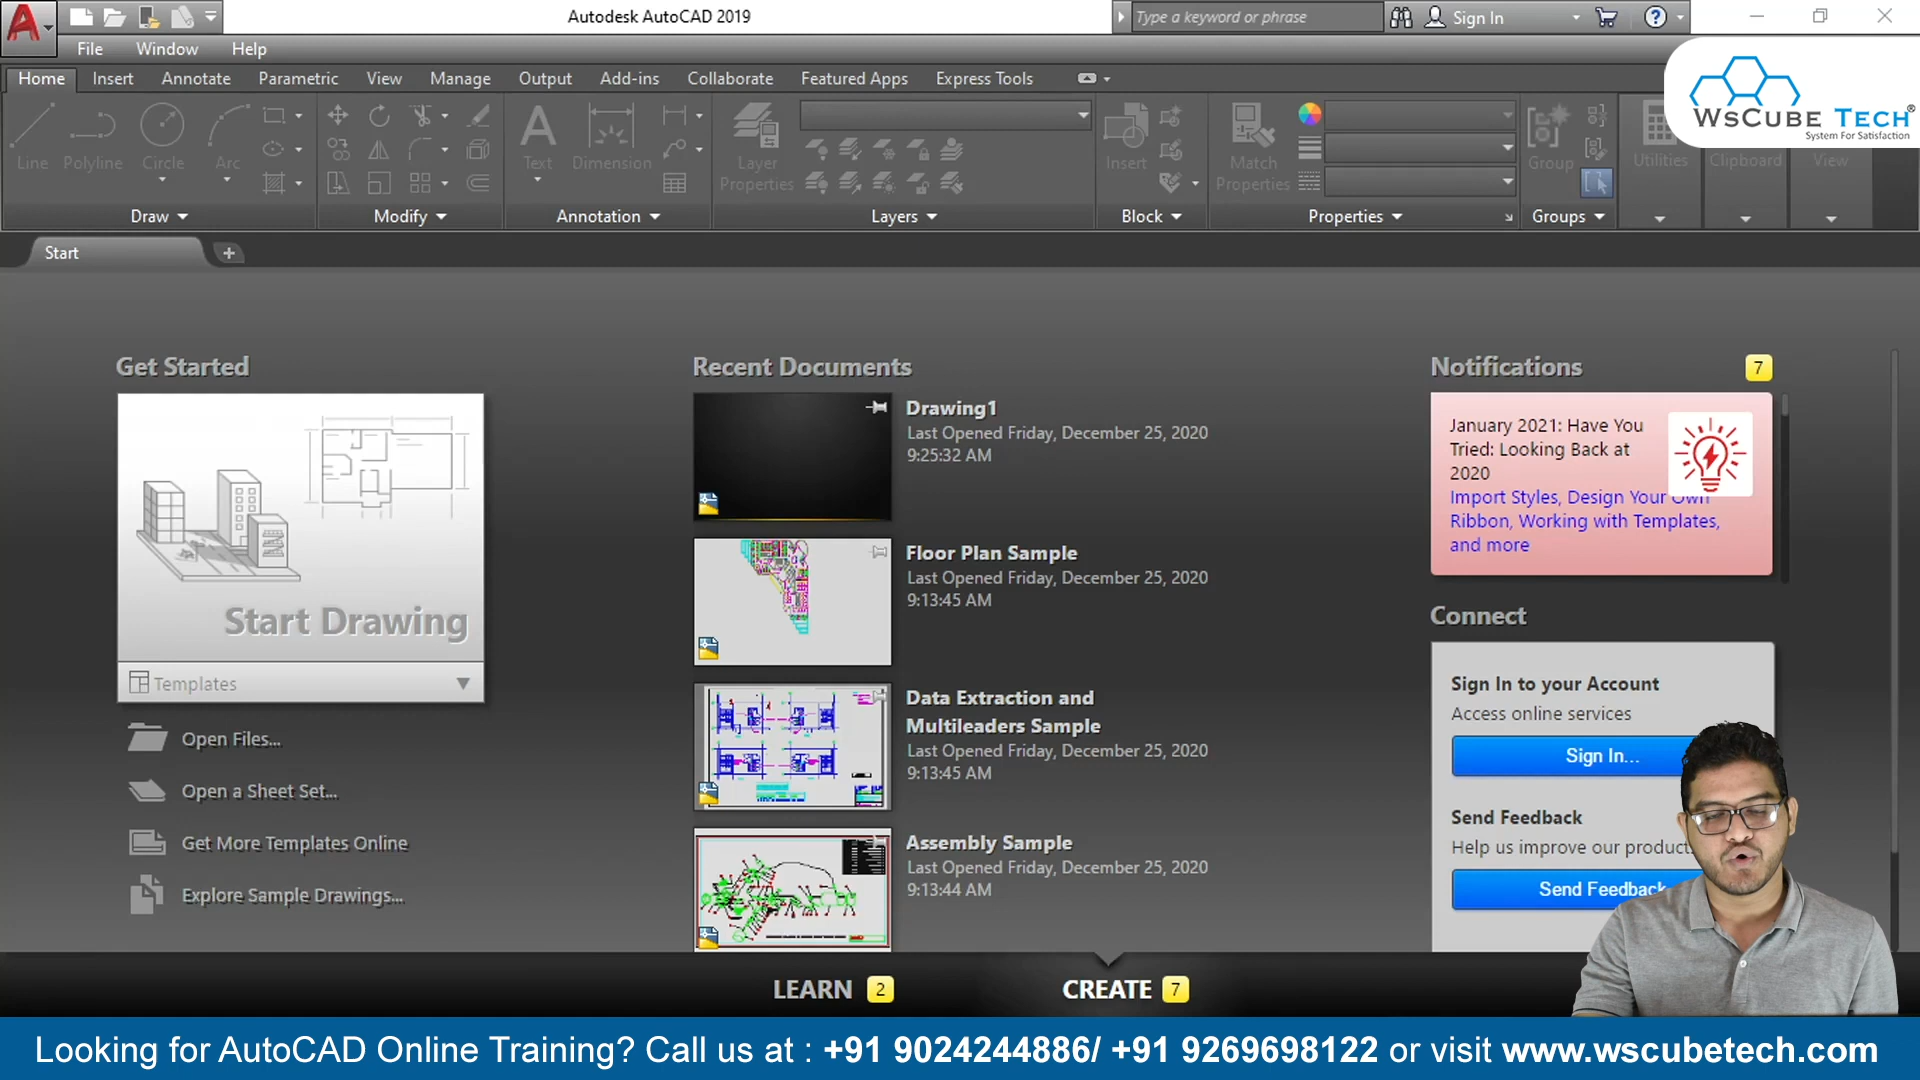 Autodesk AutoCAD 2019
Type a keyword or phrase
Sign In
File Window Help
Home Insert Annotate Parametric View Manage Output Add-ins Collaborate Featured Apps Express Tools
WsCube Tech®
System For Satisfaction
Line Polyline Circle Arc Text Dimension Layer Properties Insert Match Properties Group Utilities Clipboard View
Draw Modify Annotation Layers Block Properties Groups
Start
Get Started
Start Drawing
Templates
Open Files...
Open a Sheet Set...
Get More Templates Online
Explore Sample Drawings...
Recent Documents
Drawing1
Last Opened Friday, December 25, 2020
9:25:32 AM
Floor Plan Sample
Last Opened Friday, December 25, 2020
9:13:45 AM
Data Extraction and
Multileaders Sample
Last Opened Friday, December 25, 2020
9:13:45 AM
Assembly Sample
Last Opened Friday, December 25, 2020
9:13:44 AM
Notifications 7
January 2021: Have You
Tried: Looking Back at
2020
Import Styles, Design Your Own
Ribbon, Working with Templates,
and more
Connect
Sign In to your Account
Access online services
Sign In...
Send Feedback
Help us improve our product
Send Feedback
LEARN 2 CREATE 7
Looking for AutoCAD Online Training? Call us at : +91 9024244886/ +91 9269698122 or visit www.wscubetech.com